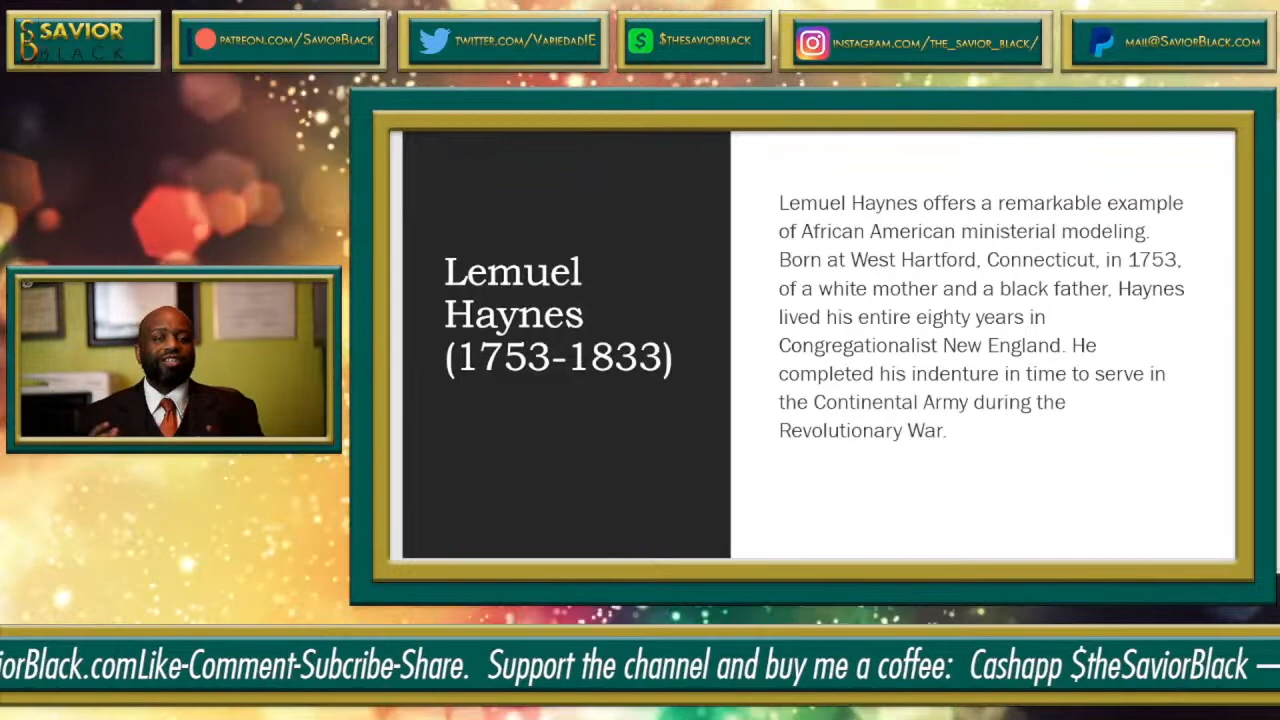 SAVIOR
BLACK
PATREON.COM/SAVIORBLACK
TWITTER.COM/VARIEDADIE
$THESAVIORBLACK
INSTAGRAM.COM/THE_SAVIOR_BLACK/
MAIL@SAVIORBLACK.COM
Lemuel
Haynes
(1753-1833)
Lemuel Haynes offers a remarkable example
of African American ministerial modeling.
Born at West Hartford, Connecticut, in 1753,
of a white mother and a black father, Haynes
lived his entire eighty years in
Congregationalist New England. He
completed his indenture in time to serve in
the Continental Army during the
Revolutionary War.
iorBlack.comLike-Comment-Subcribe-Share. Support the channel and buy me a coffee: Cashapp $theSaviorBlack —